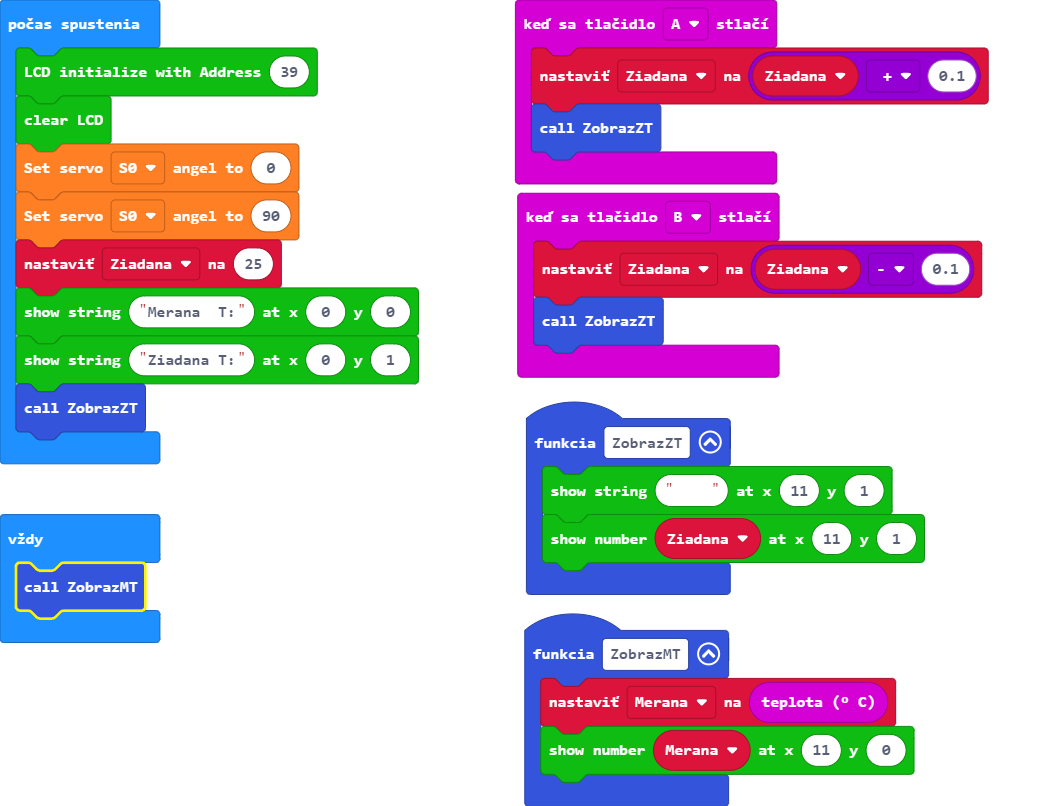 počas spustenia
LCD initialize with Address 39
clear LCD
Set servo S0 angel to 0
Set servo S0 angel to 90
nastaviť Ziadana na 25
show string "Merana  T:" at x 0 y 0
show string "Ziadana T:" at x 0 y 1
call ZobrazZT
vždy
call ZobrazMT
keď sa tlačidlo A stlačí
nastaviť Ziadana na Ziadana + 0.1
call ZobrazZT
keď sa tlačidlo B stlačí
nastaviť Ziadana na Ziadana - 0.1
call ZobrazZT
funkcia ZobrazZT
show string "    " at x 11 y 1
show number Ziadana at x 11 y 1
funkcia ZobrazMT
nastaviť Merana na teplota (º C)
show number Merana at x 11 y 0